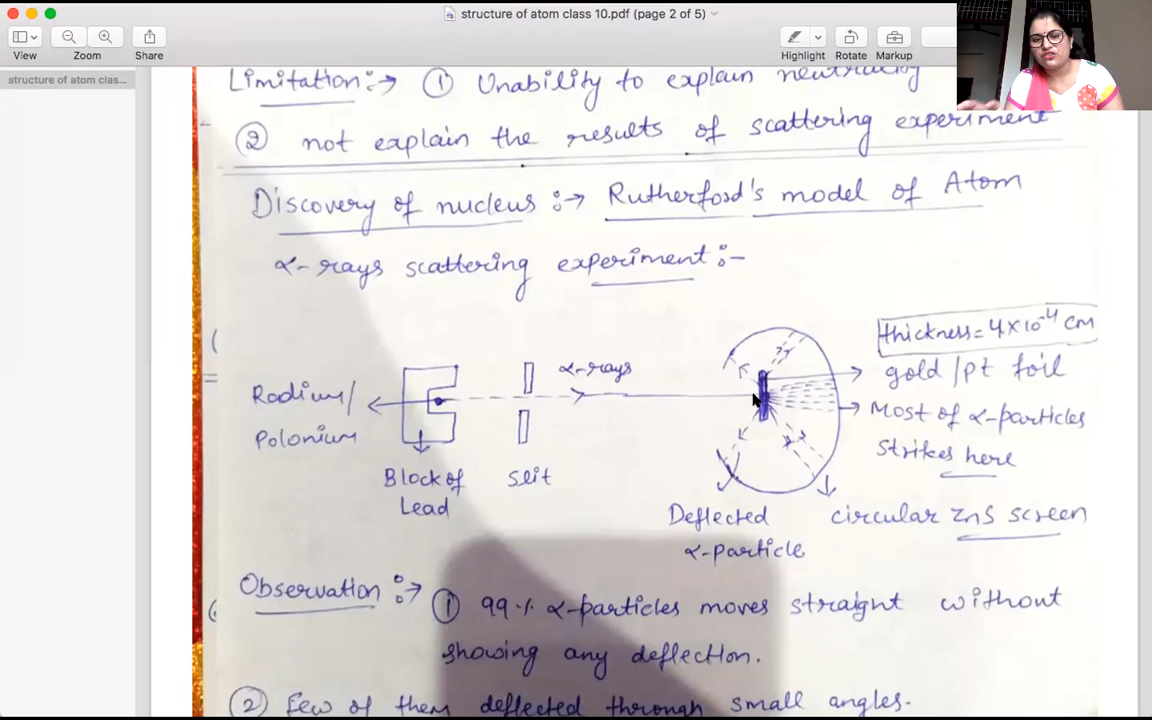 structure of atom class 10.pdf (page 2 of 5)
View
Zoom
Share
Highlight
Rotate
Markup
structure of atom clas...
Limitation :→ ① Unability to explain neutrality
② not explain the results of scattering experiment
Discovery of nucleus :→ Rutherford's model of Atom
α-rays scattering experiment :-
thickness = 4×10⁻⁴ cm
α-rays
gold /pt foil
Radium/
Polonium
Most of α-particles
strikes here
Block of
Lead
slit
Deflected
α-particle
circular ZnS screen
Observation :→ ① 99.1. α-particles moves straight without
showing any deflection.
② Few of them deflected through small angles.